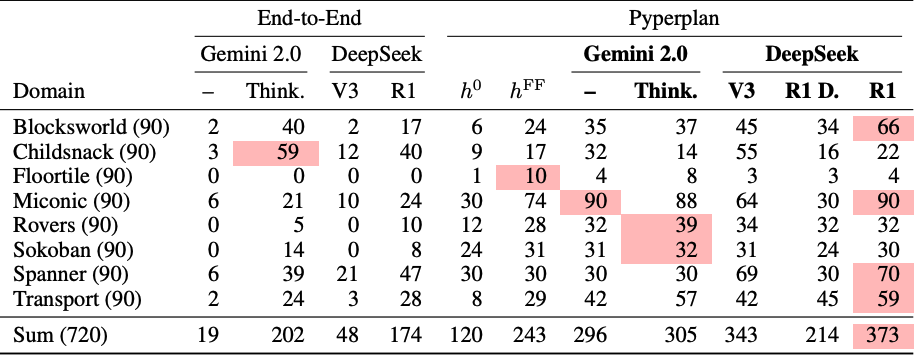 End-to-End Pyperplan
Gemini 2.0 DeepSeek Gemini 2.0 DeepSeek
Domain – Think. V3 R1 h⁰ hᶠᶠ – Think. V3 R1 D. R1
Blocksworld (90) 2 40 2 17 6 24 35 37 45 34 66
Childsnack (90) 3 59 12 40 9 17 32 14 55 16 22
Floortile (90) 0 0 0 0 1 10 4 8 3 3 4
Miconic (90) 6 21 10 24 30 74 90 88 64 30 90
Rovers (90) 0 5 0 10 12 28 32 39 34 32 32
Sokoban (90) 0 14 0 8 24 31 31 32 31 24 30
Spanner (90) 6 39 21 47 30 30 30 30 69 30 70
Transport (90) 2 24 3 28 8 29 42 57 42 45 59
Sum (720) 19 202 48 174 120 243 296 305 343 214 373